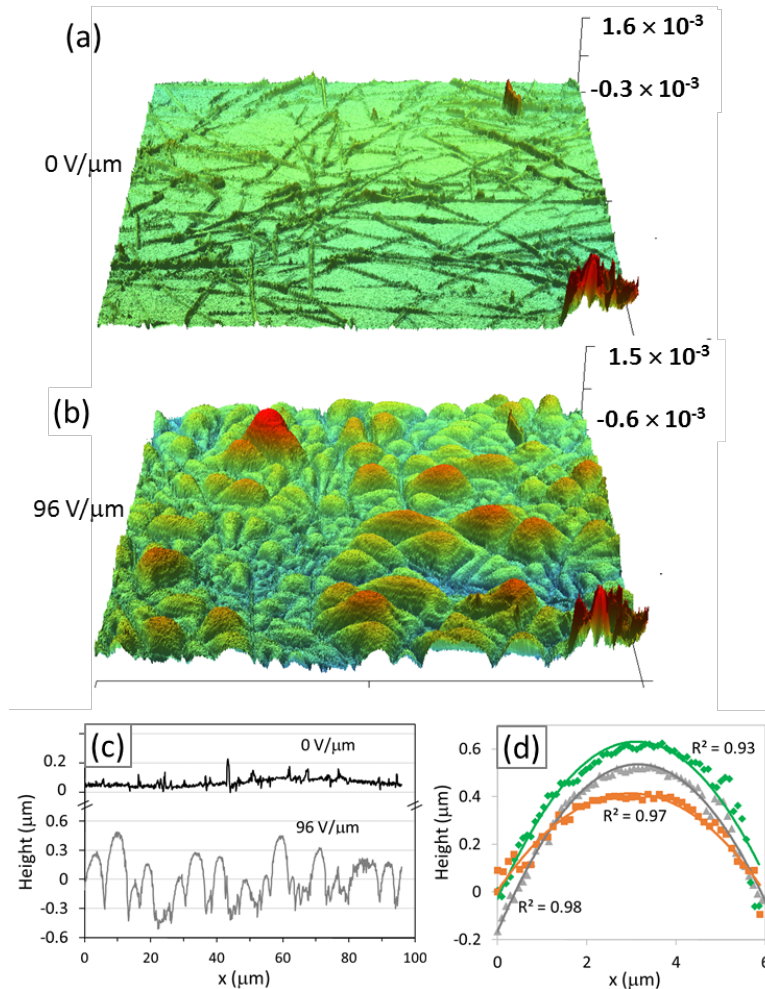 (a)
1.6 × 10⁻³
-0.3 × 10⁻³
0 V/μm
1.5 × 10⁻³
(b)
-0.6 × 10⁻³
96 V/μm
(c)
0 V/μm
0.2
0
96 V/μm
0.6
0.3
0
-0.3
-0.6
Height (μm)
0 20 40 60 80 100
x (μm)
(d)
R² = 0.93
R² = 0.97
R² = 0.98
0.6
0.4
0.2
0
-0.2
Height (μm)
0 2 4 6
x (μm)